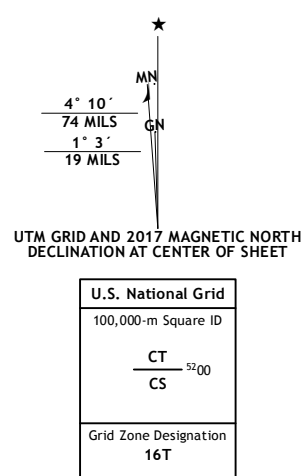 ★
MN
4° 10´
74 MILS
GN
1° 3´
19 MILS
UTM GRID AND 2017 MAGNETIC NORTH
DECLINATION AT CENTER OF SHEET
U.S. National Grid
100,000-m Square ID
CT
5200
CS
Grid Zone Designation
16T